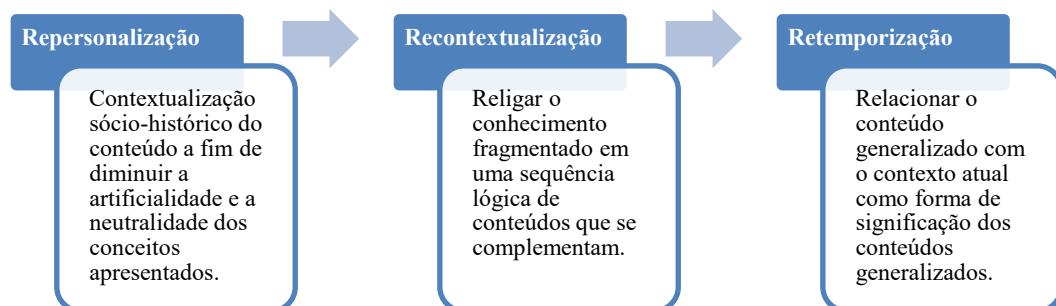 Repersonalização
Contextualização
sócio-histórico do
conteúdo a fim de
diminuir a
artificialidade e a
neutralidade dos
conceitos
apresentados.
Recontextualização
Religar o
conhecimento
fragmentado em
uma sequência
lógica de
conteúdos que se
complementam.
Retemporização
Relacionar o
conteúdo
generalizado com
o contexto atual
como forma de
significação dos
conteúdos
generalizados.